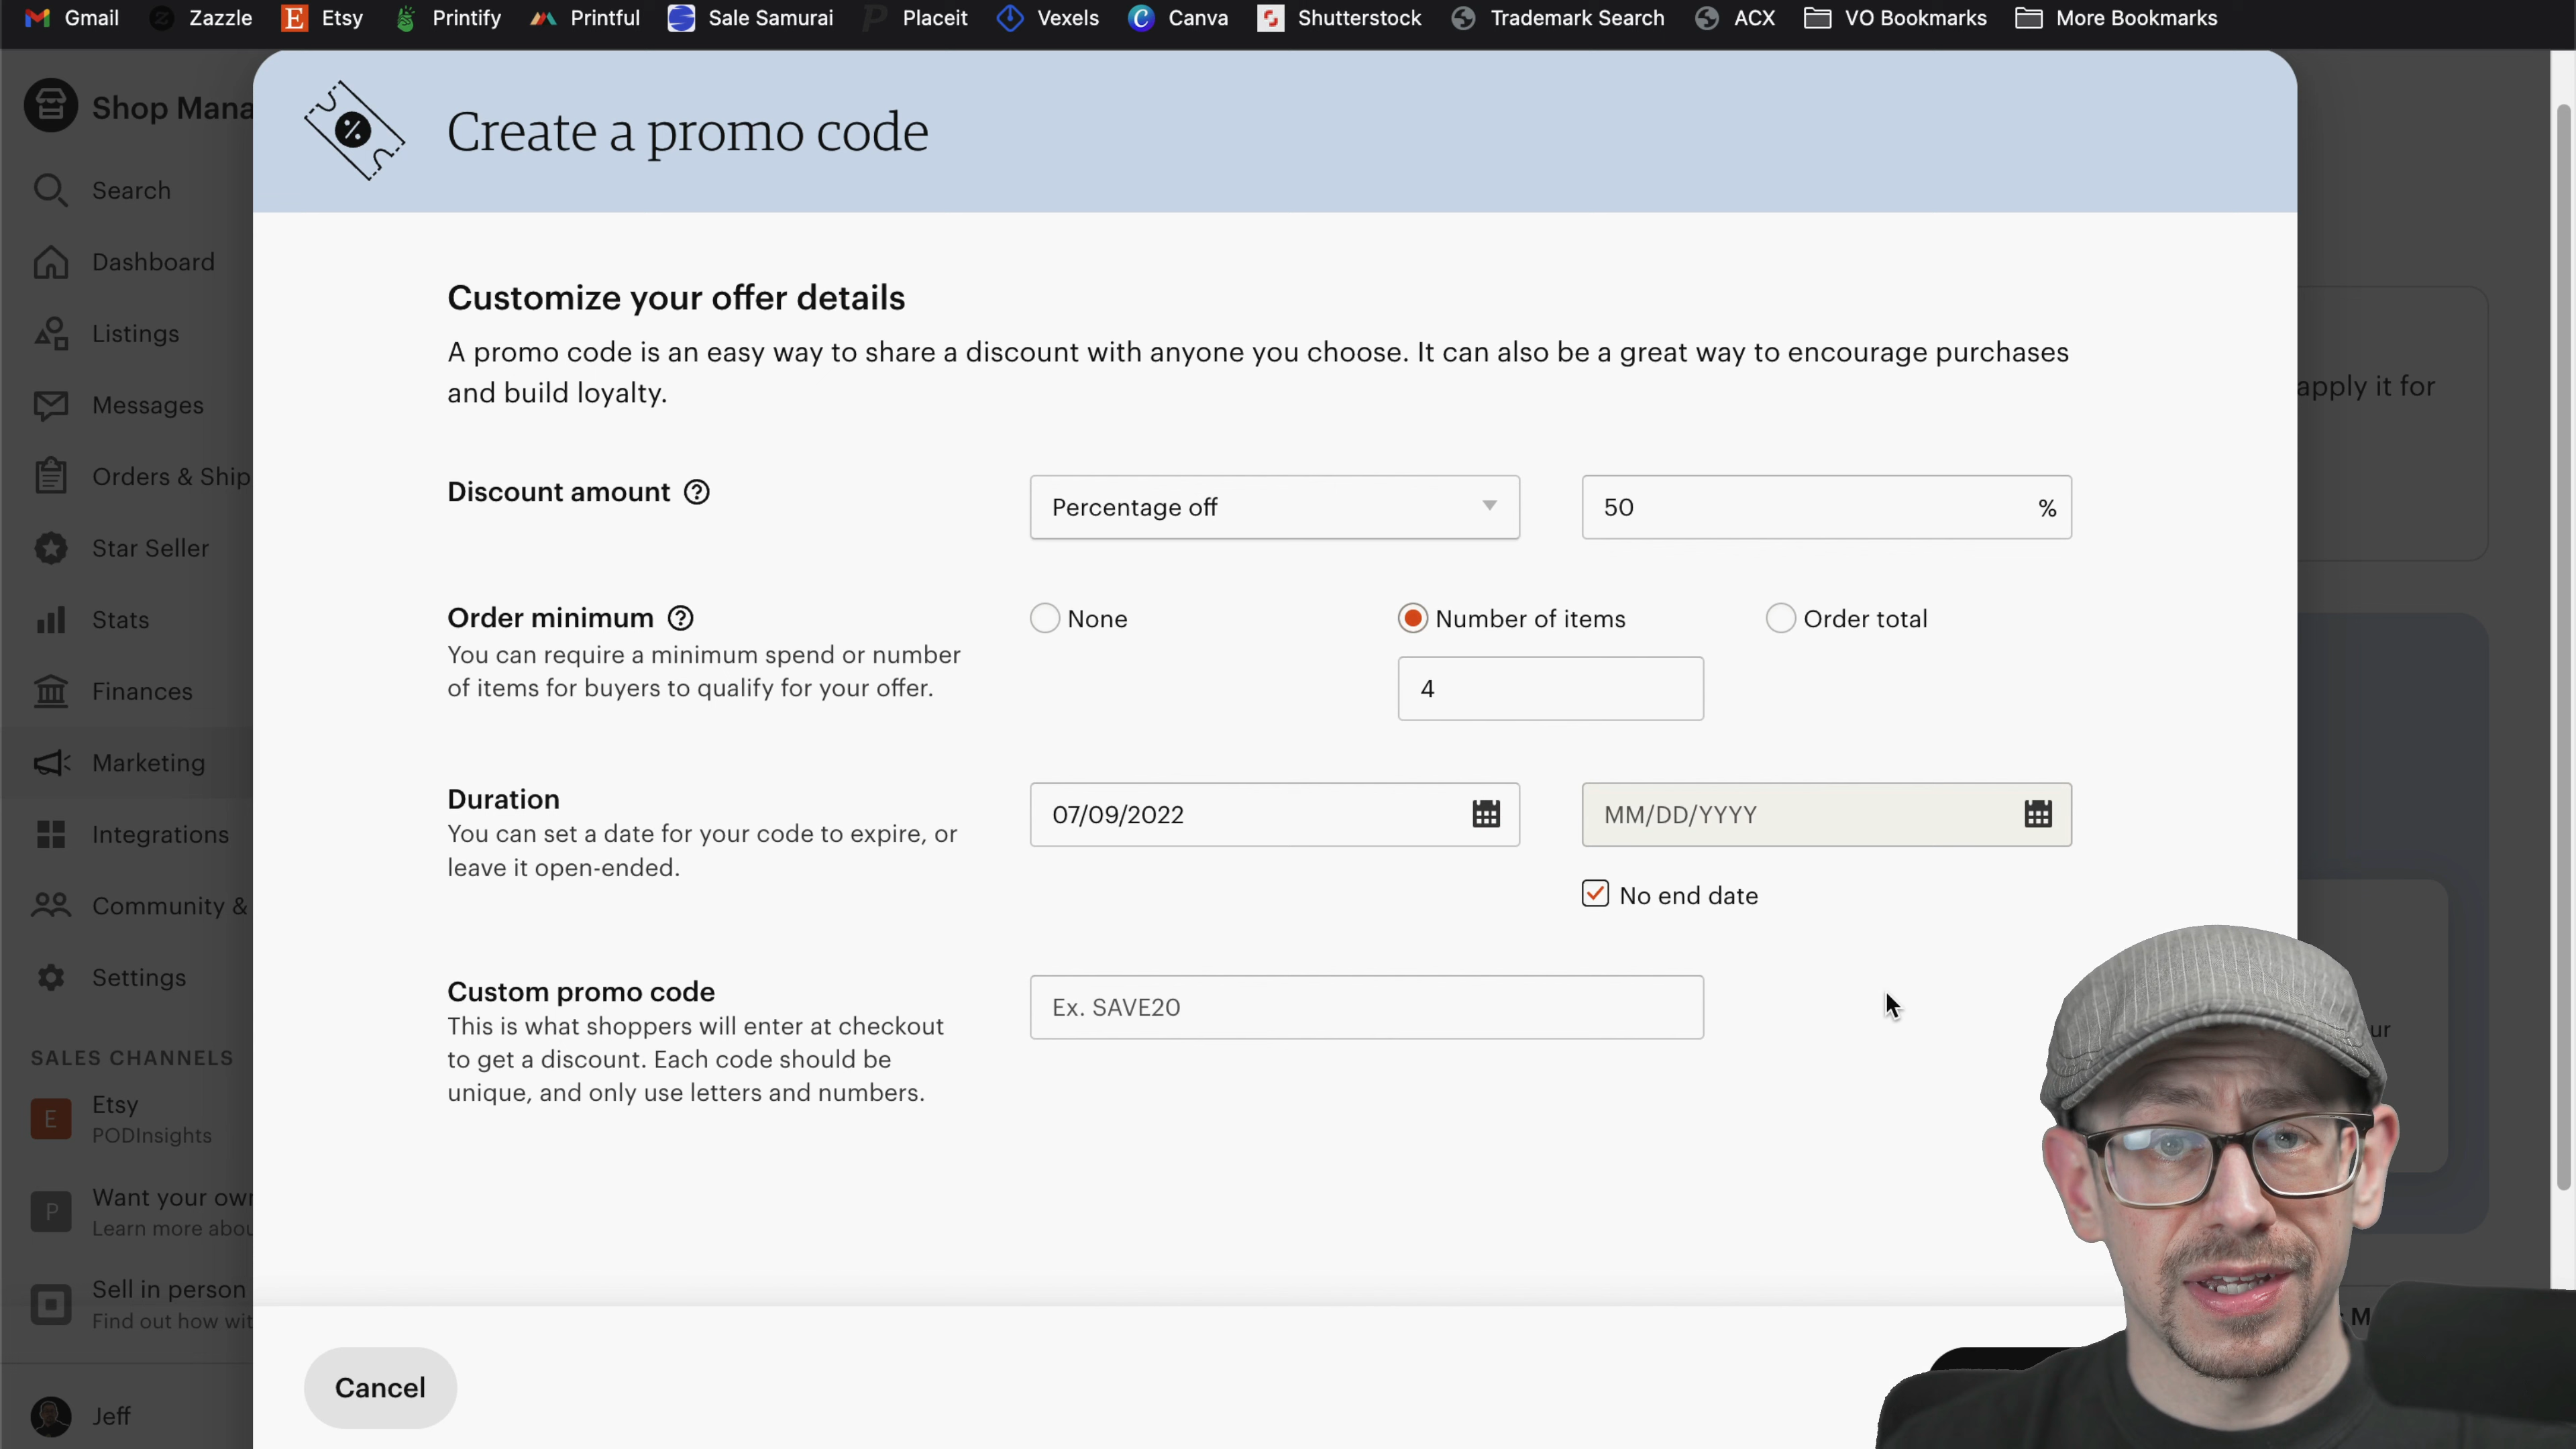 Gmail Zazzle Etsy Printify Printful Sale Samurai Placeit Vexels Canva Shutterstock Trademark Search ACX VO Bookmarks More Bookmarks
Shop Mana
Search
Dashboard
Listings
Messages
Orders & Ship
Star Seller
Stats
Finances
Marketing
Integrations
Community &
Settings
SALES CHANNELS
E
Etsy
PODInsights
P
Want your own
Learn more abou
Sell in person
Find out how wit
Jeff
Create a promo code
Customize your offer details
A promo code is an easy way to share a discount with anyone you choose. It can also be a great way to encourage purchases
and build loyalty.
Discount amount ?
Percentage off
50 %
Order minimum ?
You can require a minimum spend or number
of items for buyers to qualify for your offer.
None
Number of items
Order total
4
Duration
You can set a date for your code to expire, or
leave it open-ended.
07/09/2022
MM/DD/YYYY
No end date
Custom promo code
This is what shoppers will enter at checkout
to get a discount. Each code should be
unique, and only use letters and numbers.
Ex. SAVE20
Cancel
apply it for
ur
M